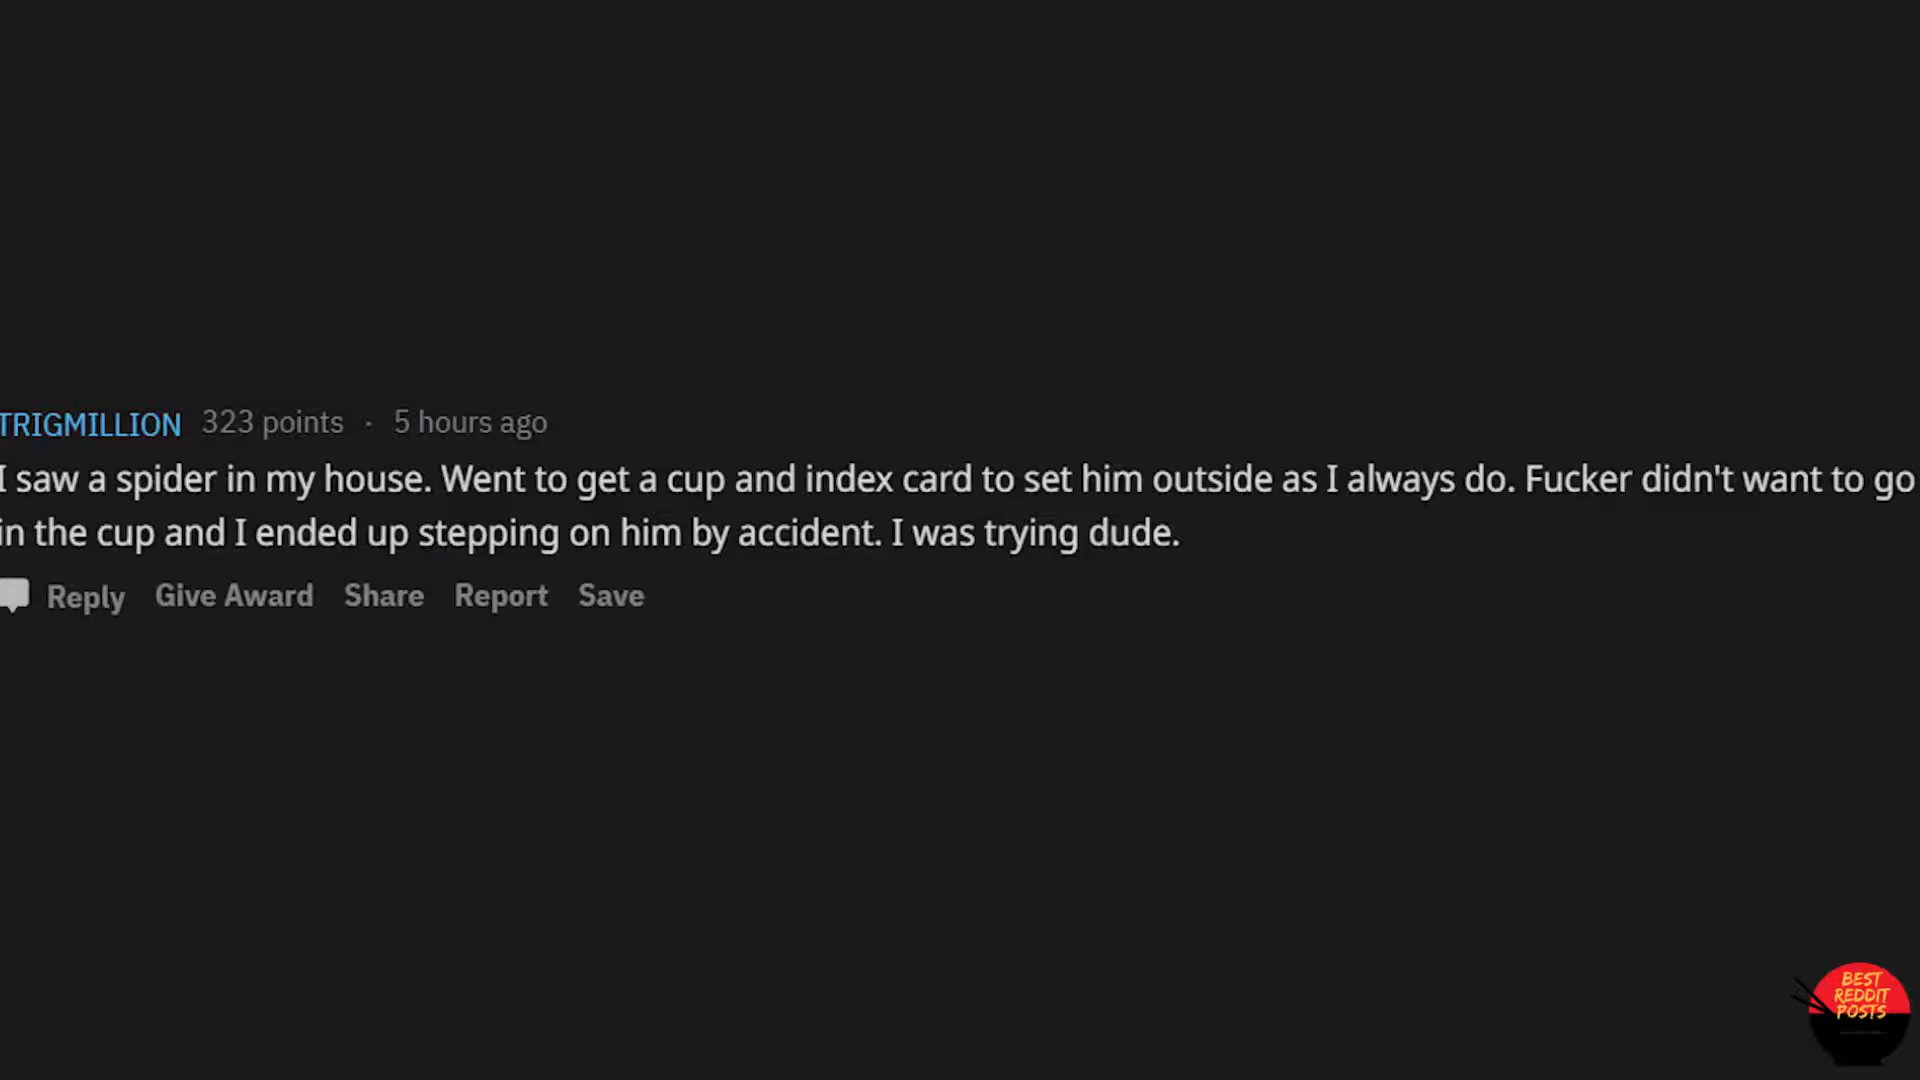 TRIGMILLION 323 points · 5 hours ago
I saw a spider in my house. Went to get a cup and index card to set him outside as I always do. Fucker didn't want to go
in the cup and I ended up stepping on him by accident. I was trying dude.
Reply Give Award Share Report Save
BEST
REDDIT
POSTS